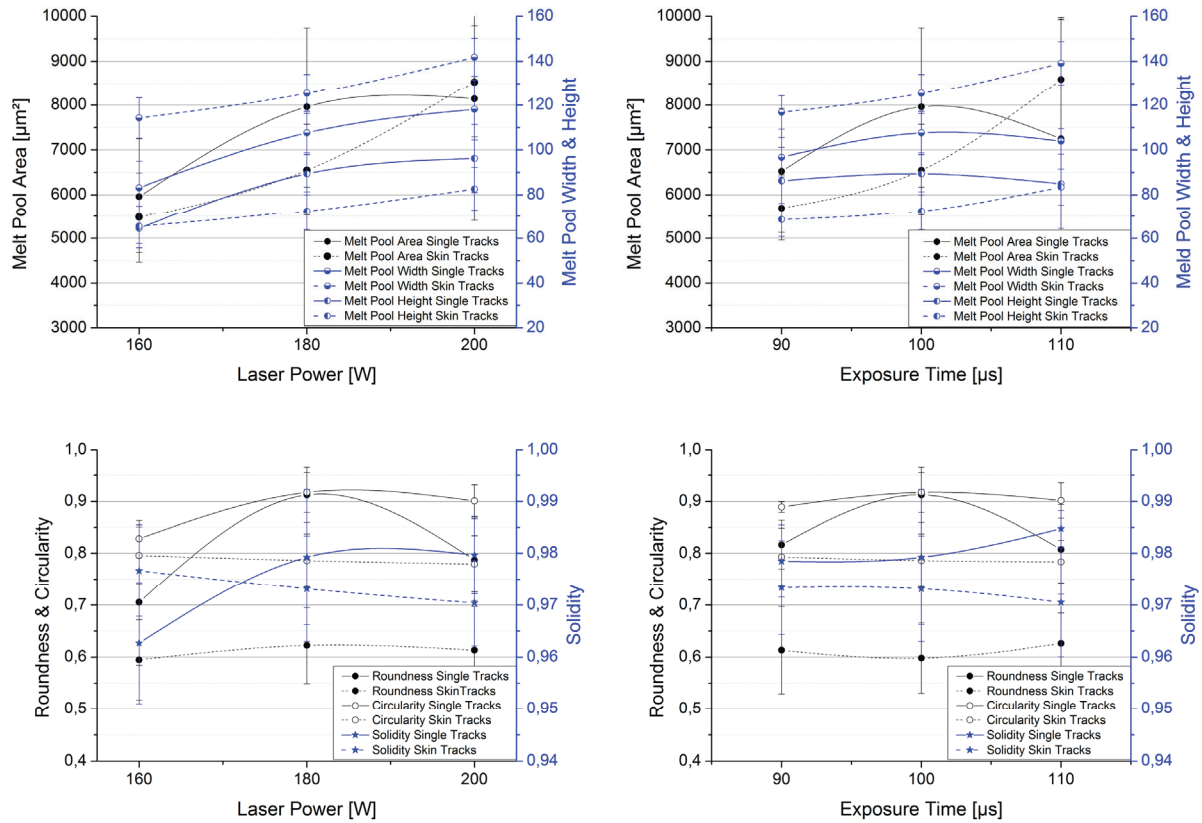 10000
9000
8000
7000
6000
5000
4000
3000
Melt Pool Area [µm²]
160
140
120
100
80
60
40
20
Melt Pool Width & Height
Melt Pool Area Single Tracks
Melt Pool Area Skin Tracks
Melt Pool Width Single Tracks
Melt Pool Width Skin Tracks
Melt Pool Height Single Tracks
Melt Pool Height Skin Tracks
160 180 200
Laser Power [W]
10000
9000
8000
7000
6000
5000
4000
3000
Melt Pool Area [µm²]
160
140
120
100
80
60
40
20
Meld Pool Width & Height
Melt Pool Area Single Tracks
Melt Pool Area Skin Tracks
Melt Pool Width Single Tracks
Melt Pool Width Skin Tracks
Melt Pool Height Single Tracks
Melt Pool Height Skin Tracks
90 100 110
Exposure Time [µs]
1,0
0,9
0,8
0,7
0,6
0,5
0,4
Roundness & Circularity
1,00
0,99
0,98
0,97
0,96
0,95
0,94
Solidity
Roundness Single Tracks
Roundness SkinTracks
Circularity Single Tracks
Circularity Skin Tracks
Solidity Single Tracks
Solidity Skin Tracks
160 180 200
Laser Power [W]
1,0
0,9
0,8
0,7
0,6
0,5
0,4
Roundness & Circularity
1,00
0,99
0,98
0,97
0,96
0,95
0,94
Solidity
Roundness Single Tracks
Roundness Skin Tracks
Circularity Single Tracks
Circularity Skin Tracks
Solidity Single Tracks
Solidity Skin Tracks
90 100 110
Exposure Time [µs]